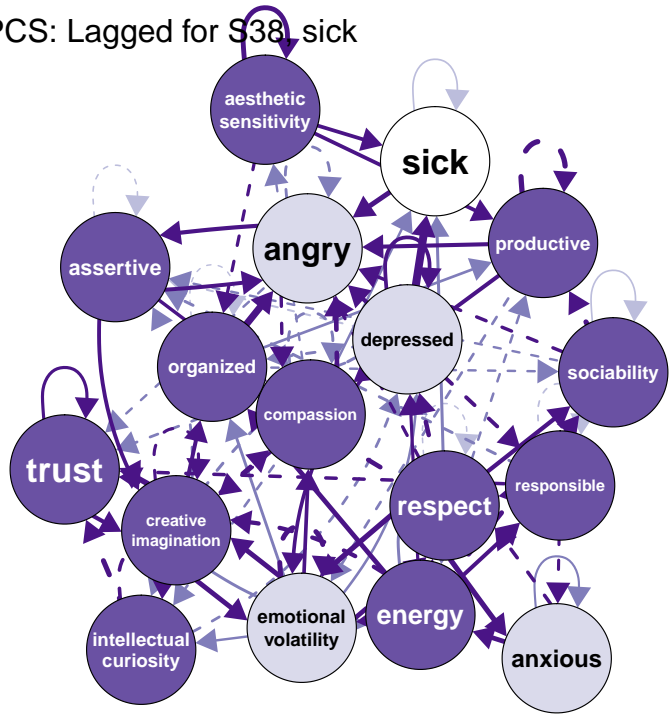 PCS: Lagged for S38, sick
aesthetic
sensitivity
sick
productive
angry
assertive
depressed
organized
sociability
compassion
trust
respect
responsible
creative
imagination
energy
emotional
volatility
intellectual
curiosity
anxious